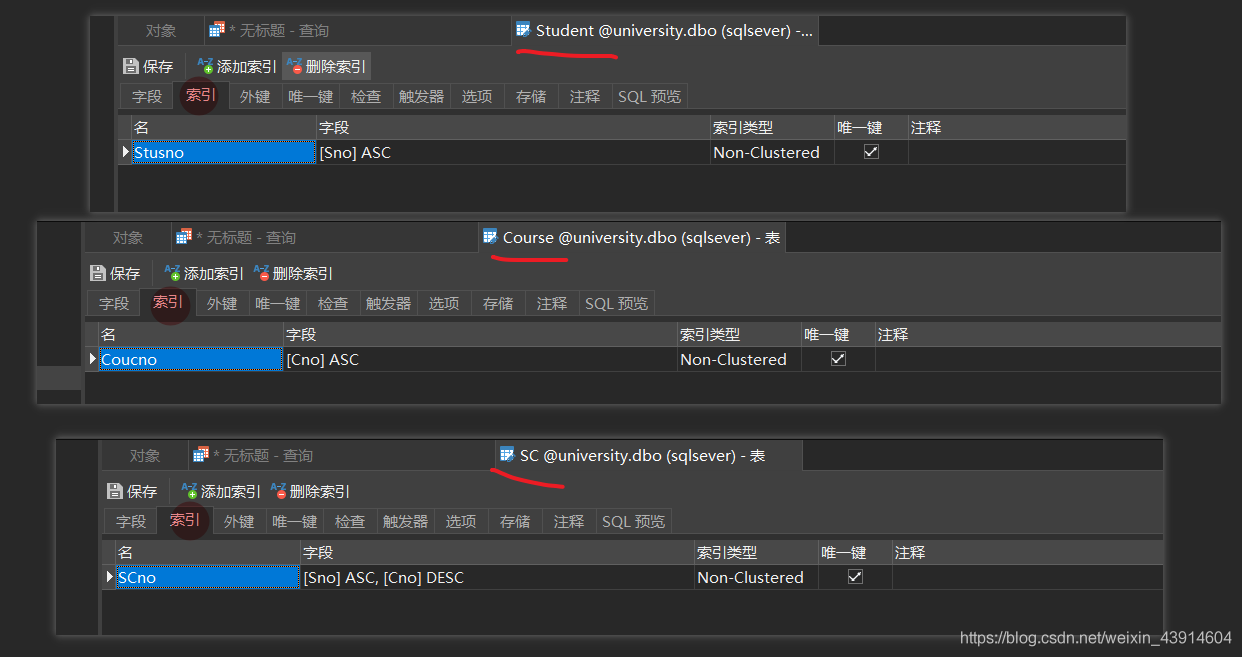 对象 * 无标题 - 查询 Student @university.dbo (sqlsever) -...
保存 添加索引 删除索引
字段 索引 外键 唯一键 检查 触发器 选项 存储 注释 SQL 预览
名 字段 索引类型 唯一键 注释
Stusno [Sno] ASC Non-Clustered
对象 * 无标题 - 查询 Course @university.dbo (sqlsever) - 表
保存 添加索引 删除索引
字段 索引 外键 唯一键 检查 触发器 选项 存储 注释 SQL 预览
名 字段 索引类型 唯一键 注释
Coucno [Cno] ASC Non-Clustered
对象 * 无标题 - 查询 SC @university.dbo (sqlsever) - 表
保存 添加索引 删除索引
字段 索引 外键 唯一键 检查 触发器 选项 存储 注释 SQL 预览
名 字段 索引类型 唯一键 注释
SCno [Sno] ASC, [Cno] DESC Non-Clustered
https://blog.csdn.net/weixin_43914604